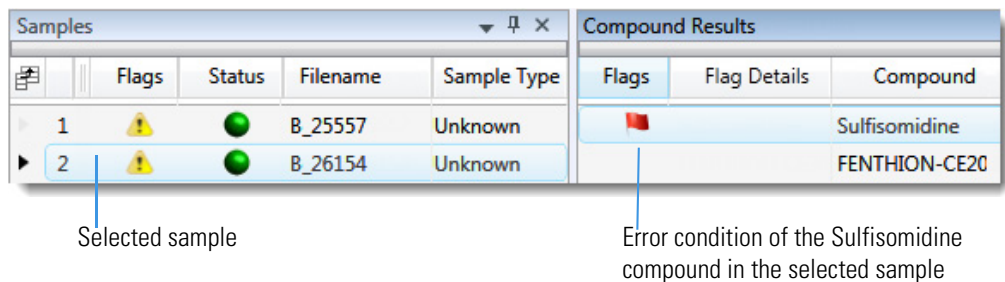 Samples
Compound Results
Flags Status Filename Sample Type
Flags Flag Details Compound
1 B_25557 Unknown
Sulfisomidine
2 B_26154 Unknown
FENTHION-CE20
Selected sample
Error condition of the Sulfisomidine
compound in the selected sample